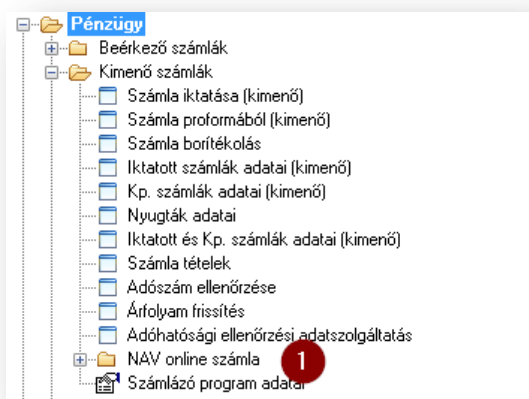 Pénzügy
Beérkező számlák
Kimenő számlák
Számla iktatása (kimenő)
Számla proformából (kimenő)
Számla borítékolás
Iktatott számlák adatai (kimenő)
Kp. számlák adatai (kimenő)
Nyugták adatai
Iktatott és Kp. számlák adatai (kimenő)
Számla tételek
Adószám ellenőrzése
Árfolyam frissítés
Adóhatósági ellenőrzési adatszolgáltatás
NAV online számla 1
Számlázó program adatai